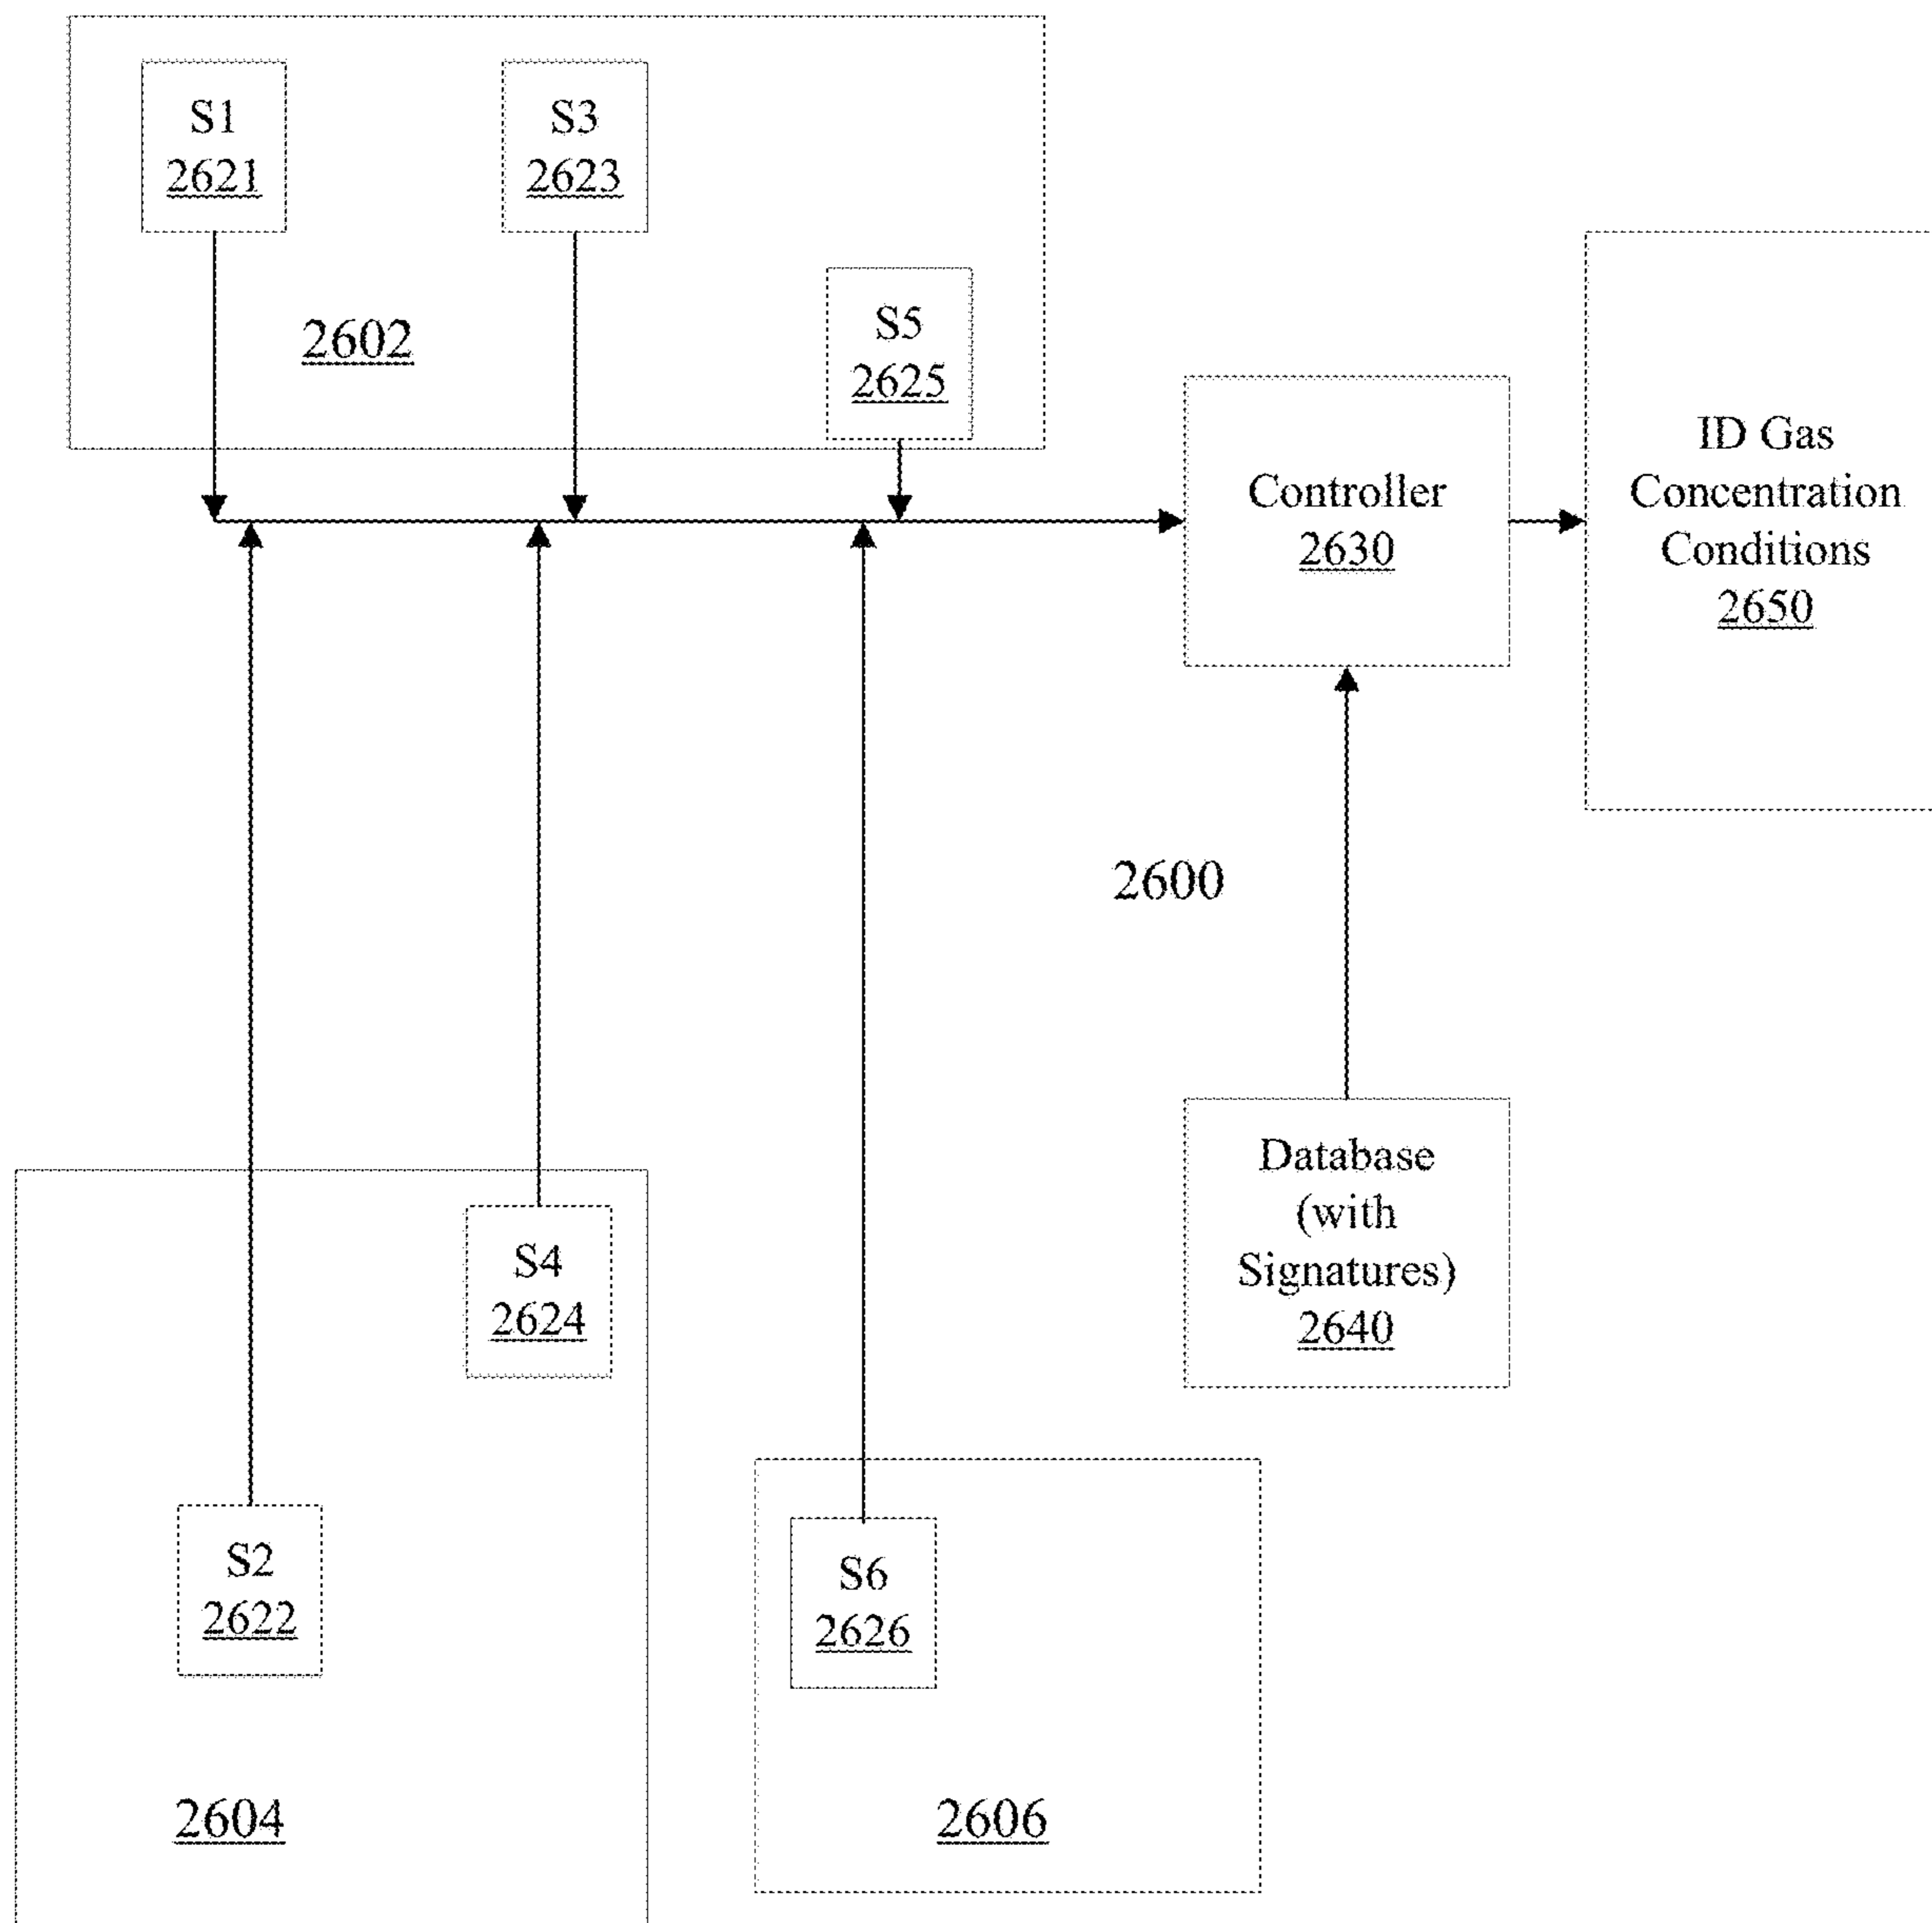 S1
2621
S3
2623
S5
2625
2602
Controller
2630
ID Gas
Concentration
Conditions
2650
2600
Database
(with
Signatures)
2640
S4
2624
S2
2622
S6
2626
2604
2606